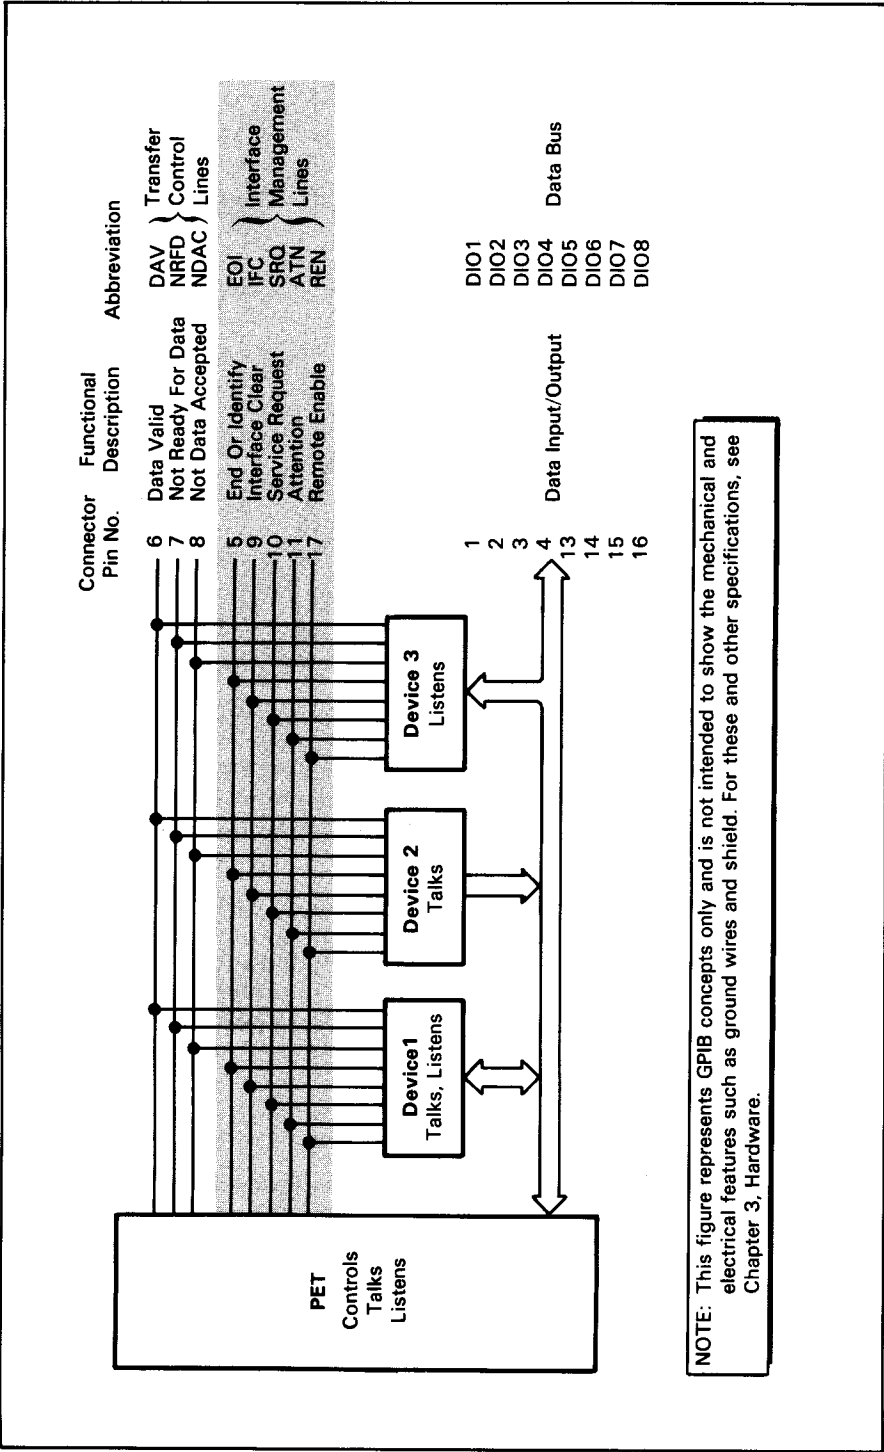 Connector Functional
Pin No. Description Abbreviation
6 Data Valid DAV Transfer
7 Not Ready For Data NRFD Control
8 Not Data Accepted NDAC Lines
5 End Or Identify EOI
9 Interface Clear IFC Interface
10 Service Request SRQ Management
11 Attention ATN Lines
17 Remote Enable REN
PET
Controls
Talks
Listens
Device1
Talks, Listens
Device 2
Talks
Device 3
Listens
1 DIO1
2 DIO2
3 DIO3
4 Data Input/Output DIO4 Data Bus
13 DIO5
14 DIO6
15 DIO7
16 DIO8
NOTE: This figure represents GPIB concepts only and is not intended to show the mechanical and
electrical features such as ground wires and shield. For these and other specifications, see
Chapter 3, Hardware.